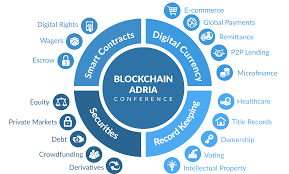 BLOCKCHAIN
ADRIA
CONFERENCE
Smart Contracts
Digital Rights
Wagers
Escrow
Digital Currency
E-commerce
Global Payments
Remittance
P2P Lending
Microfinance
Securities
Equity
Private Markets
Debt
Crowdfunding
Derivatives
Record Keeping
Healthcare
Title Records
Ownership
Voting
Intellectual Property